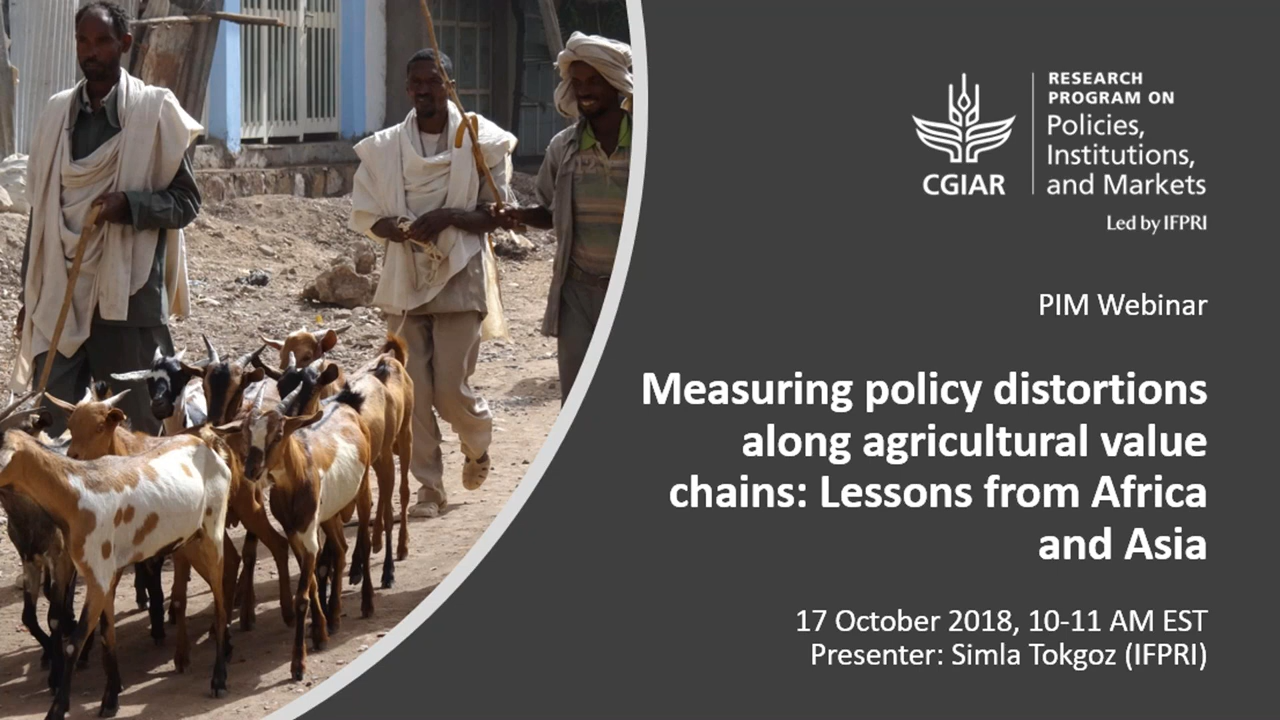 RESEARCH
PROGRAM ON
Policies,
Institutions,
and Markets
CGIAR
Led by IFPRI
PIM Webinar
Measuring policy distortions
along agricultural value
chains: Lessons from Africa
and Asia
17 October 2018, 10-11 AM EST
Presenter: Simla Tokgoz (IFPRI)